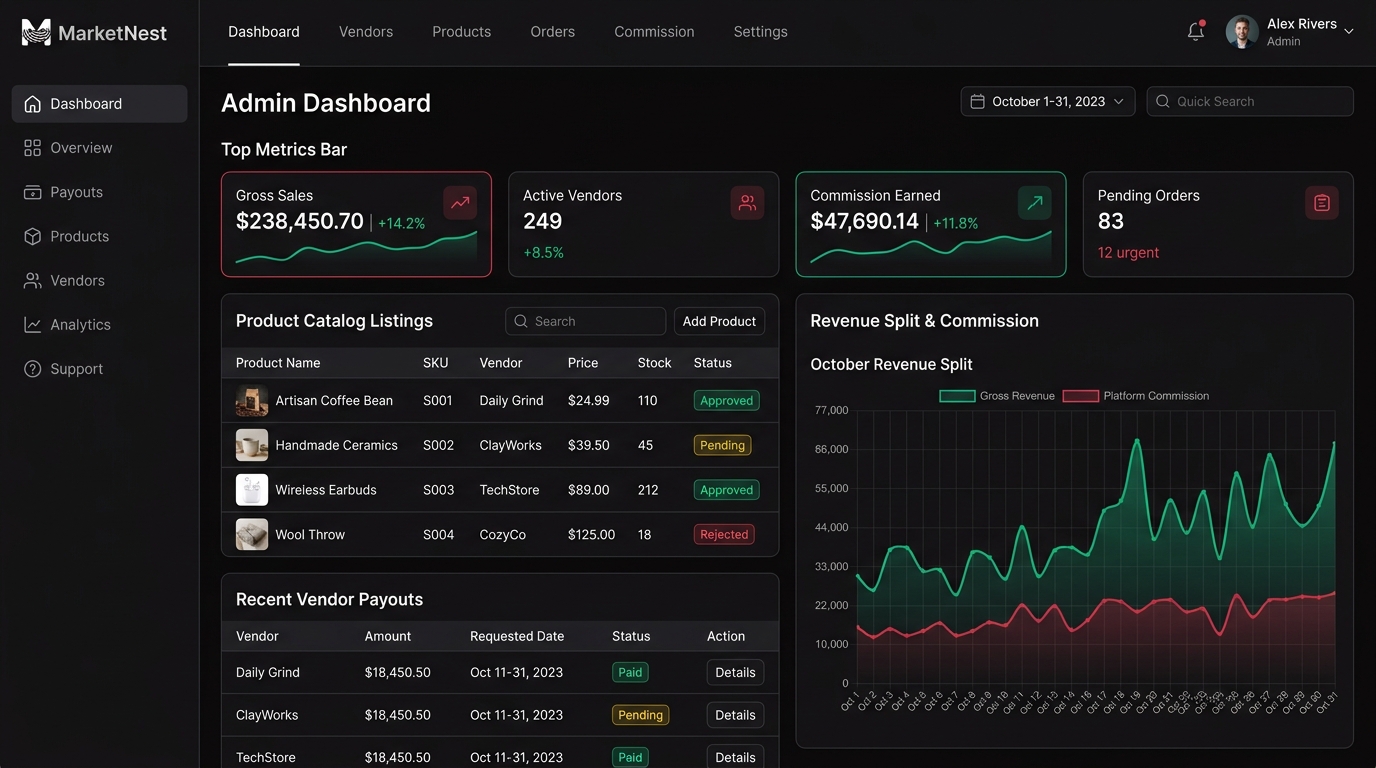 MarketNest
Dashboard Vendors Products Orders Commission Settings
Alex Rivers
Admin
Dashboard
Overview
Payouts
Products
Vendors
Analytics
Support
Admin Dashboard
October 1-31, 2023
Quick Search
Top Metrics Bar
Gross Sales
$238,450.70 | +14.2%
Active Vendors
249
+8.5%
Commission Earned
$47,690.14 | +11.8%
Pending Orders
83
12 urgent
Product Catalog Listings
Search
Add Product
Product Name SKU Vendor Price Stock Status
Artisan Coffee Bean S001 Daily Grind $24.99 110 Approved
Handmade Ceramics S002 ClayWorks $39.50 45 Pending
Wireless Earbuds S003 TechStore $89.00 212 Approved
Wool Throw S004 CozyCo $125.00 18 Rejected
Recent Vendor Payouts
Vendor Amount Requested Date Status Action
Daily Grind $18,450.50 Oct 11-31, 2023 Paid Details
ClayWorks $18,450.50 Oct 11-31, 2023 Pending Details
TechStore $18,450.50 Oct 11-31, 2023 Paid Details
Revenue Split & Commission
October Revenue Split
Gross Revenue Platform Commission
77,000
66,000
55,000
44,000
33,000
22,000
10,000
0
Oct 1 Oct 2 Oct 3 Oct 4